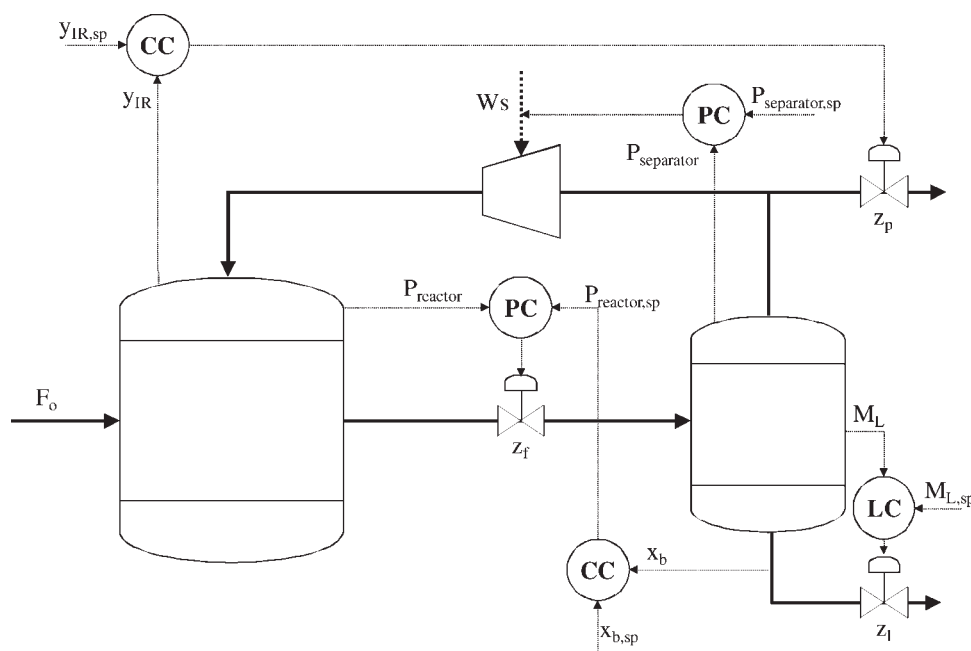 y_IR,sp
CC
y_IR
Ws
PC
P_separator,sp
P_separator
z_p
P_reactor
PC
P_reactor,sp
F_o
z_f
M_L
LC
M_L,sp
CC
x_b
x_b,sp
z_l